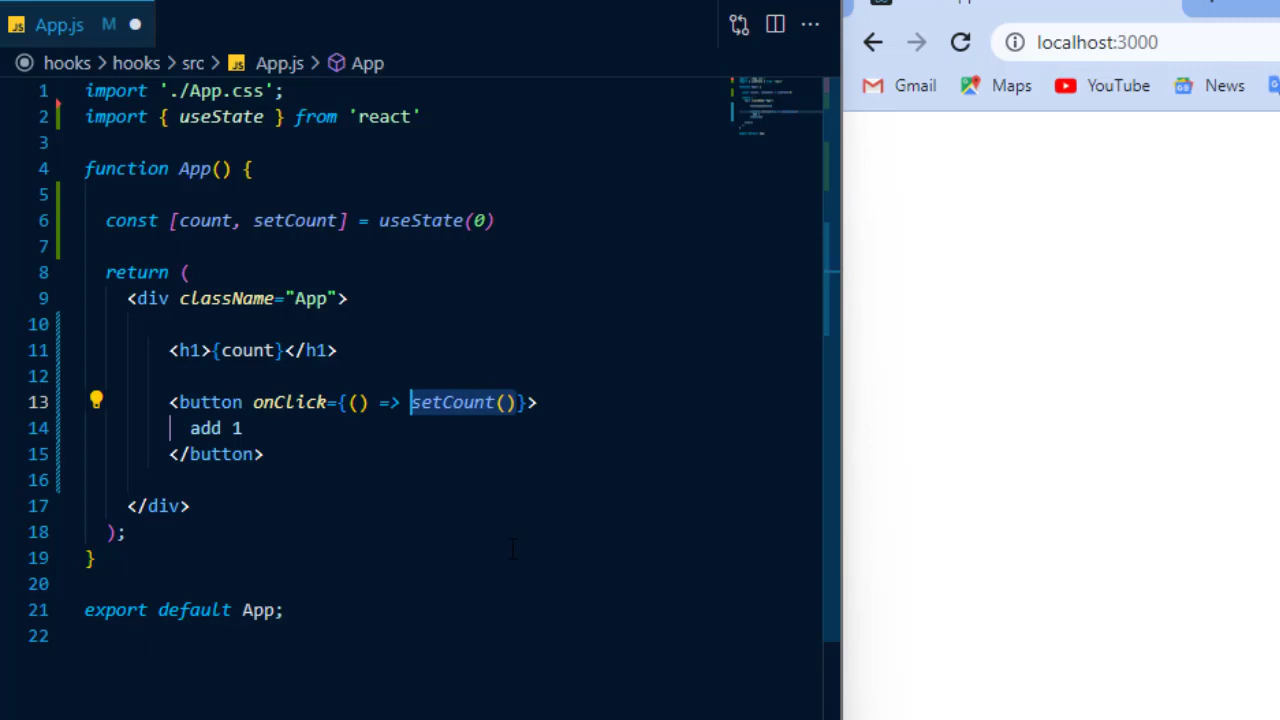 JS App.js M
hooks > hooks > src > JS App.js > App
1 import './App.css';
2 import { useState } from 'react'
3
4 function App() {
5
6 const [count, setCount] = useState(0)
7
8 return (
9 <div className="App">
10
11 <h1>{count}</h1>
12
13 <button onClick={() => setCount()}>
14 add 1
15 </button>
16
17 </div>
18 );
19 }
20
21 export default App;
22
localhost:3000
Gmail Maps YouTube News